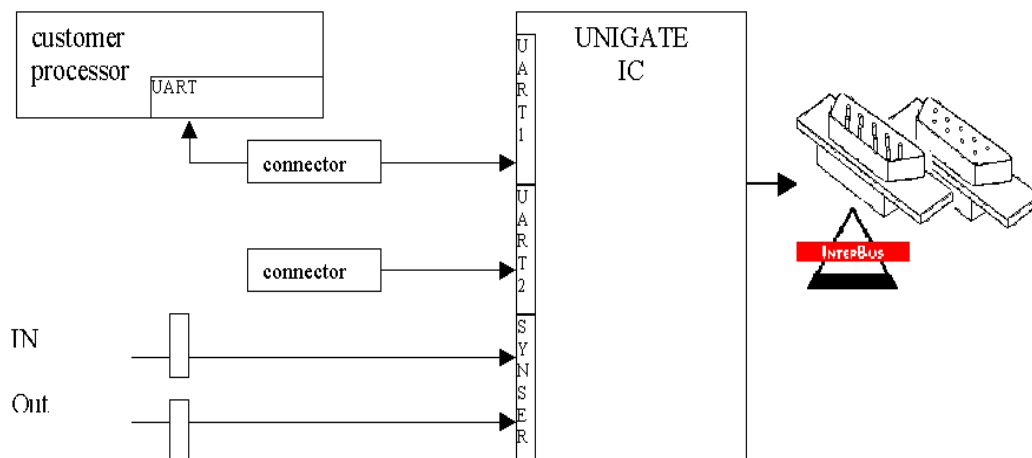 customer
processor
UART
connector
UART1
UNIGATE
IC
connector
UART2
INTERBUS
IN
Out
SYNSER